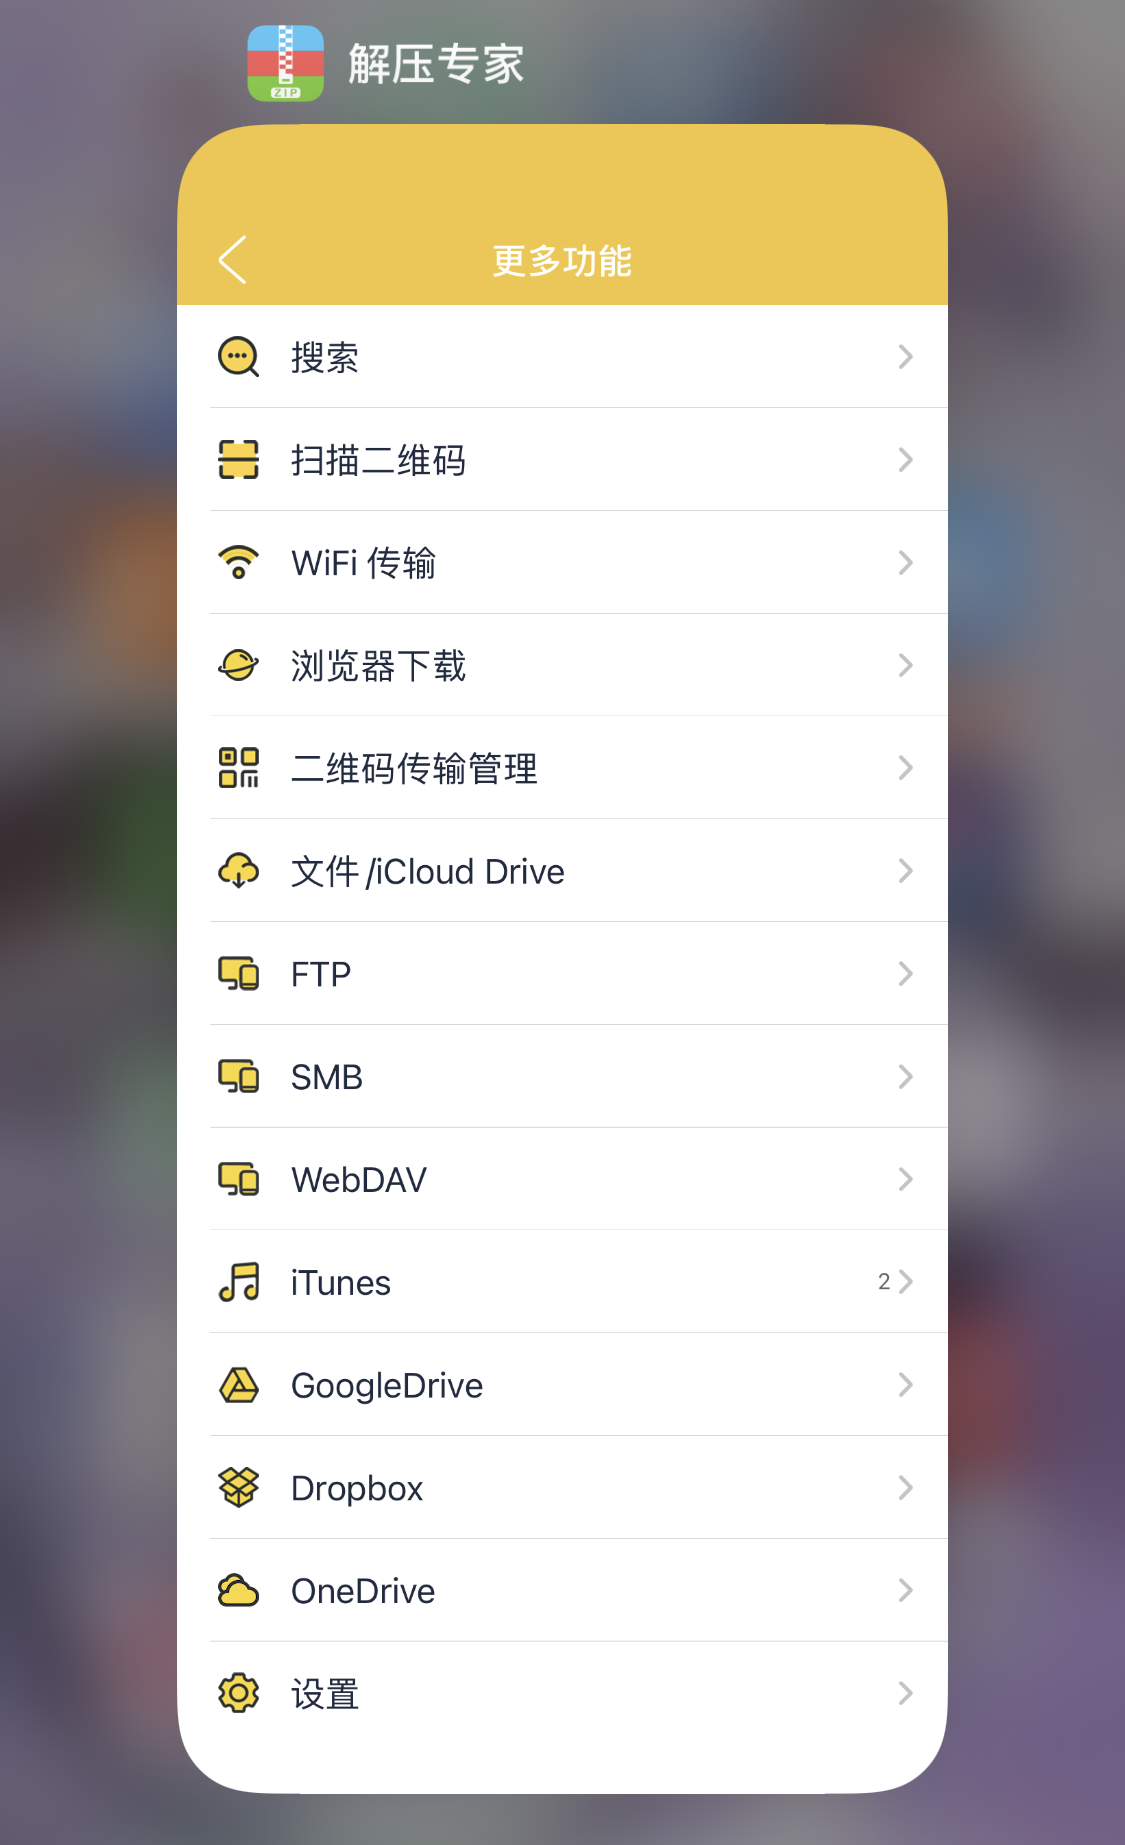 ZIP
解压专家
更多功能
搜索
扫描二维码
WiFi 传输
浏览器下载
二维码传输管理
文件/iCloud Drive
FTP
SMB
WebDAV
iTunes 2
GoogleDrive
Dropbox
OneDrive
设置